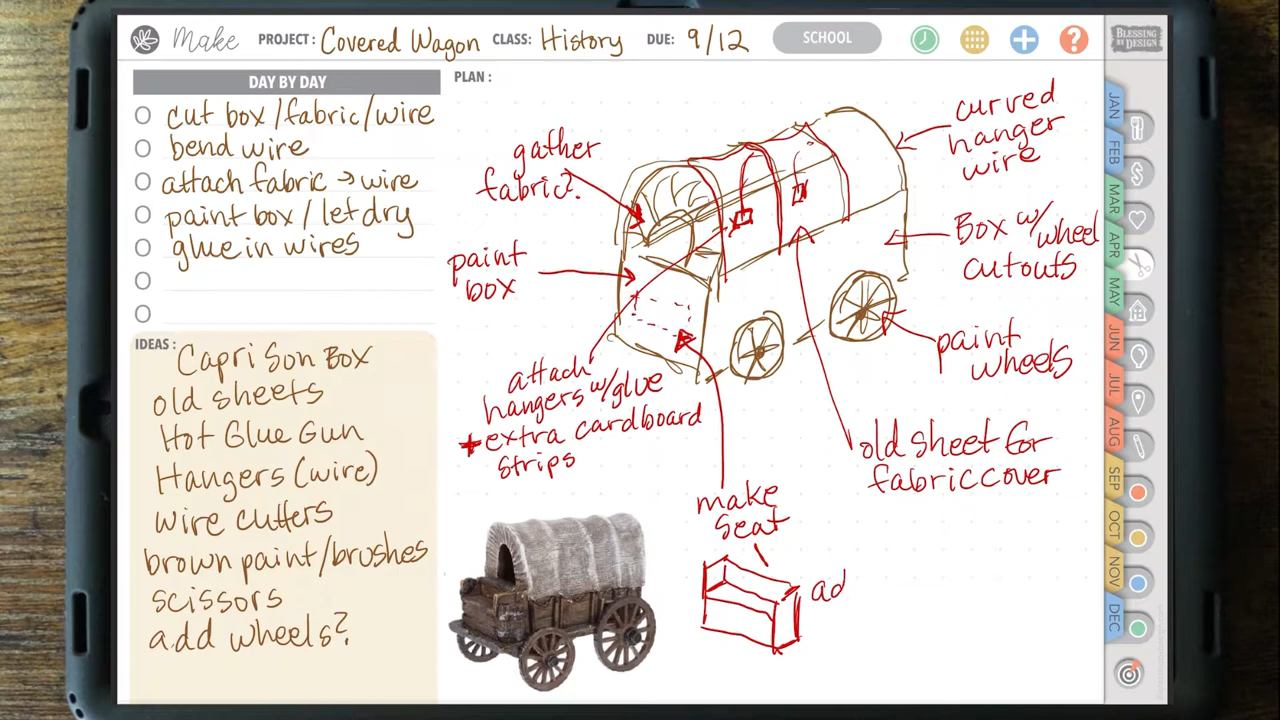 Make PROJECT: Covered Wagon CLASS: History DUE: 9/12 SCHOOL
BLESSING BY DESIGN
DAY BY DAY
cut box/fabric/wire
bend wire
attach fabric → wire
paint box/let dry
glue in wires
IDEAS:
Capri Son Box
old sheets
Hot Glue Gun
Hangers (wire)
wire cutters
brown paint/brushes
scissors
add wheels?
PLAN:
gather
fabric?
curved
hanger
wire
paint
box
Box w/wheel
cutouts
paint
wheels
attach
hangers w/glue
+ extra cardboard
strips
old sheet for
fabric cover
make
seat
ad
JAN
FEB
MAR
APR
MAY
JUN
JUL
AUG
SEP
OCT
NOV
DEC